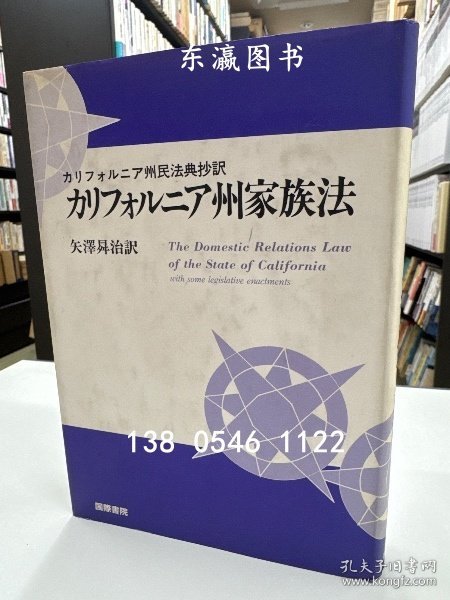 东瀛图书
カリフォルニア州民法典抄訳
カリフォルニア州家族法
矢澤曻治訳
The Domestic Relations Law
of the State of California
with some legislative enactments
138 0546 1122
国際書院
孔夫子旧书网
www.kongfz.com